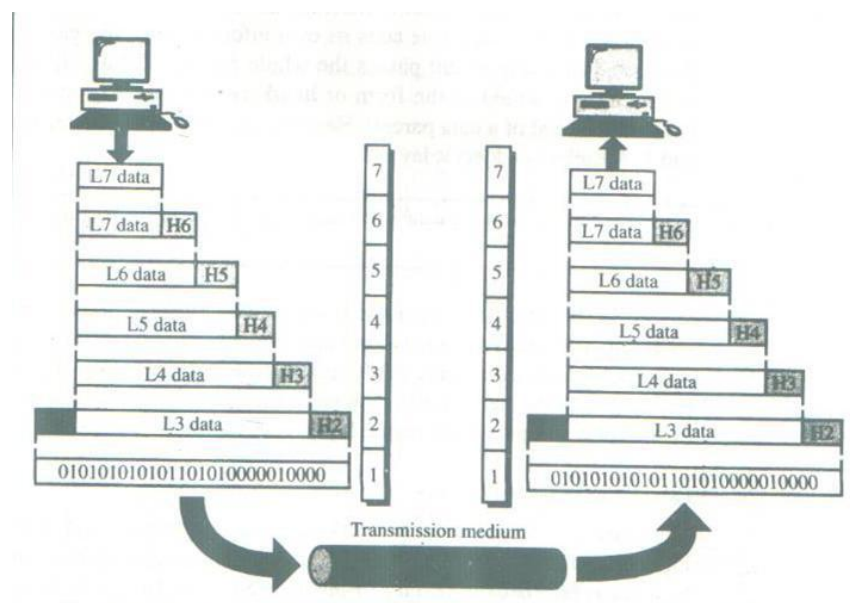 L7 data
L7 data H6
L6 data H5
L5 data H4
L4 data H3
L3 data H2
010101010101101010000010000
7
6
5
4
3
2
1
7
6
5
4
3
2
1
L7 data
L7 data H6
L6 data H5
L5 data H4
L4 data H3
L3 data H2
010101010101101010000010000
Transmission medium